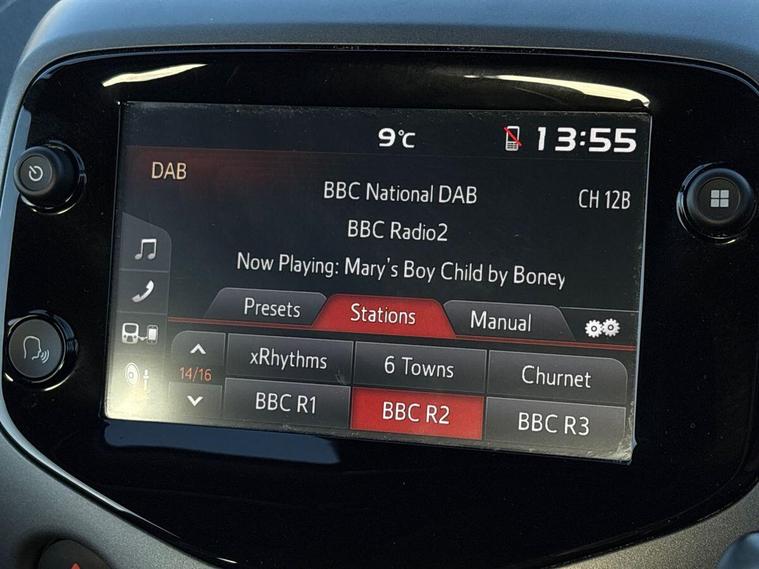 9°C 13:55
DAB
BBC National DAB CH 12B
BBC Radio2
Now Playing: Mary's Boy Child by Boney
Presets Stations Manual
xRhythms 6 Towns Churnet
14/16
BBC R1 BBC R2 BBC R3